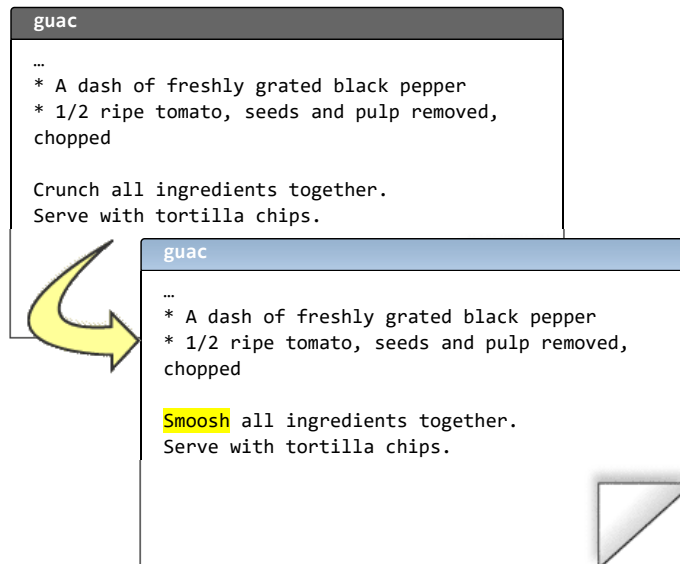 guac
…
* A dash of freshly grated black pepper
* 1/2 ripe tomato, seeds and pulp removed,
chopped
Crunch all ingredients together.
Serve with tortilla chips.
guac
…
* A dash of freshly grated black pepper
* 1/2 ripe tomato, seeds and pulp removed,
chopped
Smoosh all ingredients together.
Serve with tortilla chips.